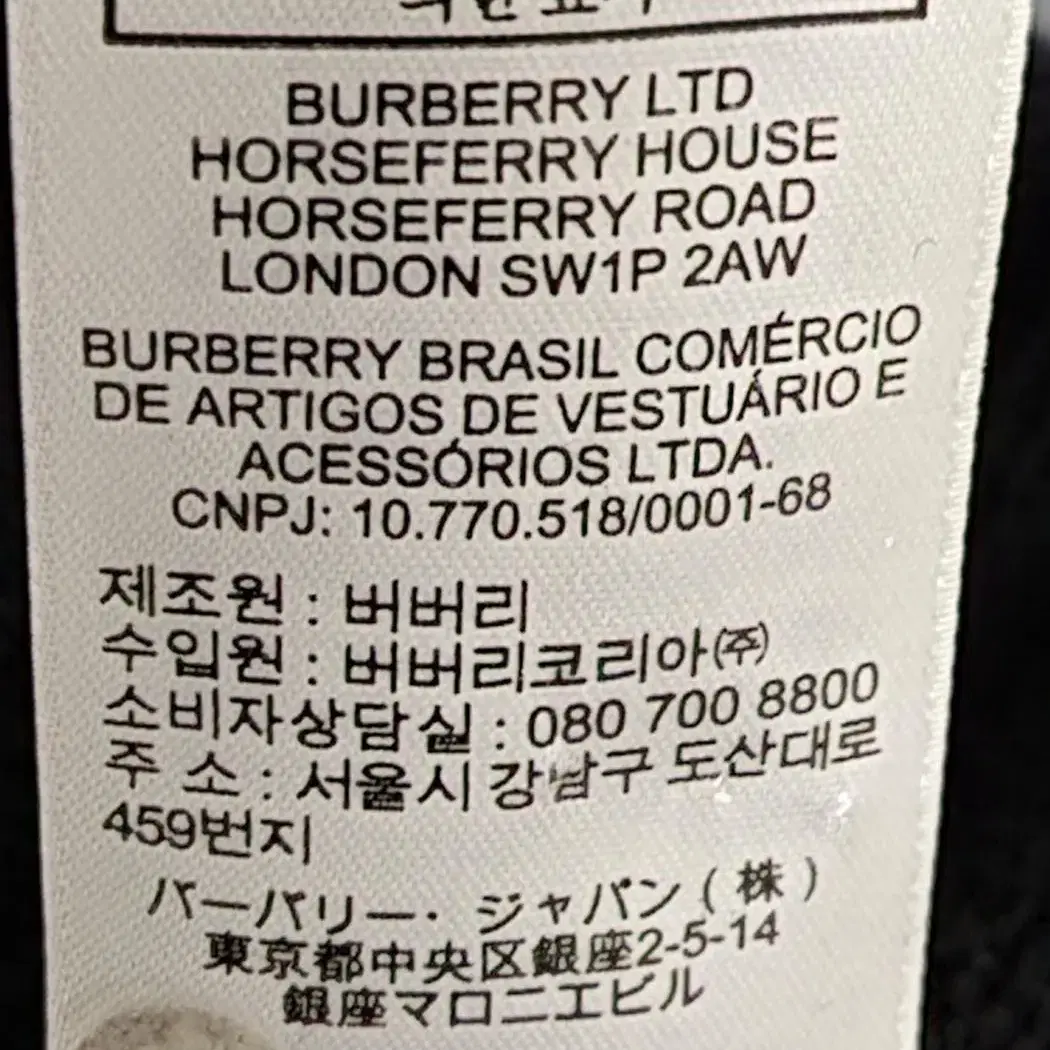 BURBERRY LTD
HORSEFERRY HOUSE
HORSEFERRY ROAD
LONDON SW1P 2AW
BURBERRY BRASIL COMÉRCIO
DE ARTIGOS DE VESTUÁRIO E
ACESSÓRIOS LTDA.
CNPJ: 10.770.518/0001-68
제조원 : 버버리
수입원 : 버버리코리아㈜
소비자상담실 : 080 700 8800
주 소 : 서울시 강남구 도산대로
459번지
バーバリー・ジャパン(株)
東京都中央区銀座2-5-14
銀座マロニエビル